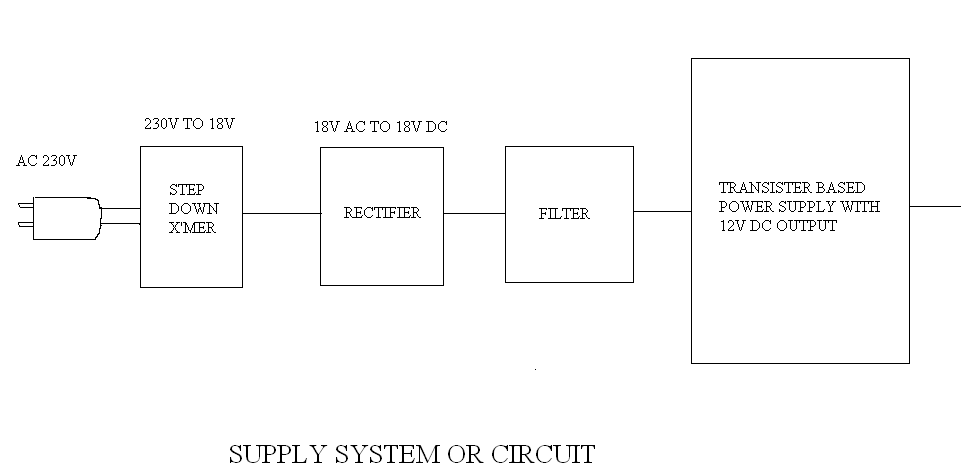 230V TO 18V
18V AC TO 18V DC
AC 230V
STEP
DOWN
X'MER
RECTIFIER
FILTER
TRANSISTER BASED
POWER SUPPLY WITH
12V DC OUTPUT
SUPPLY SYSTEM OR CIRCUIT